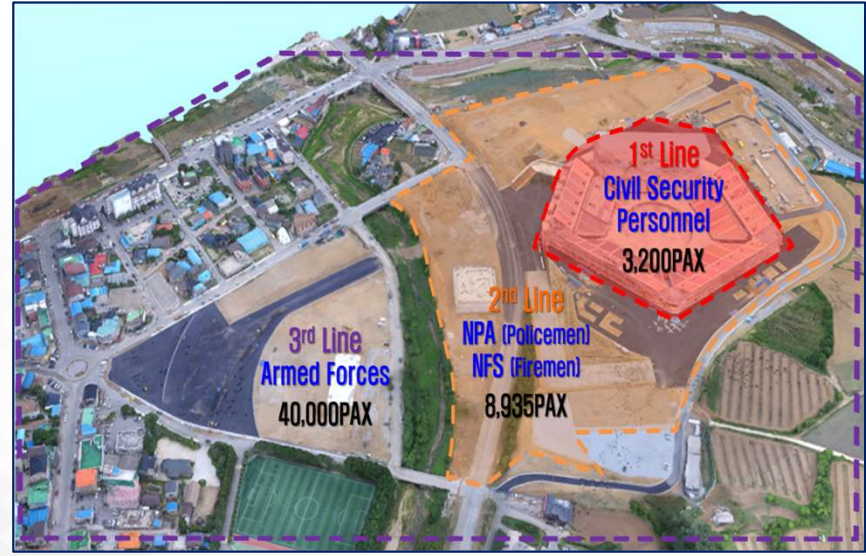 1st Line
Civil Security
Personnel
3,200PAX
2nd Line
NPA (Policemen)
NFS (Firemen)
8,935PAX
3rd Line
Armed Forces
40,000PAX